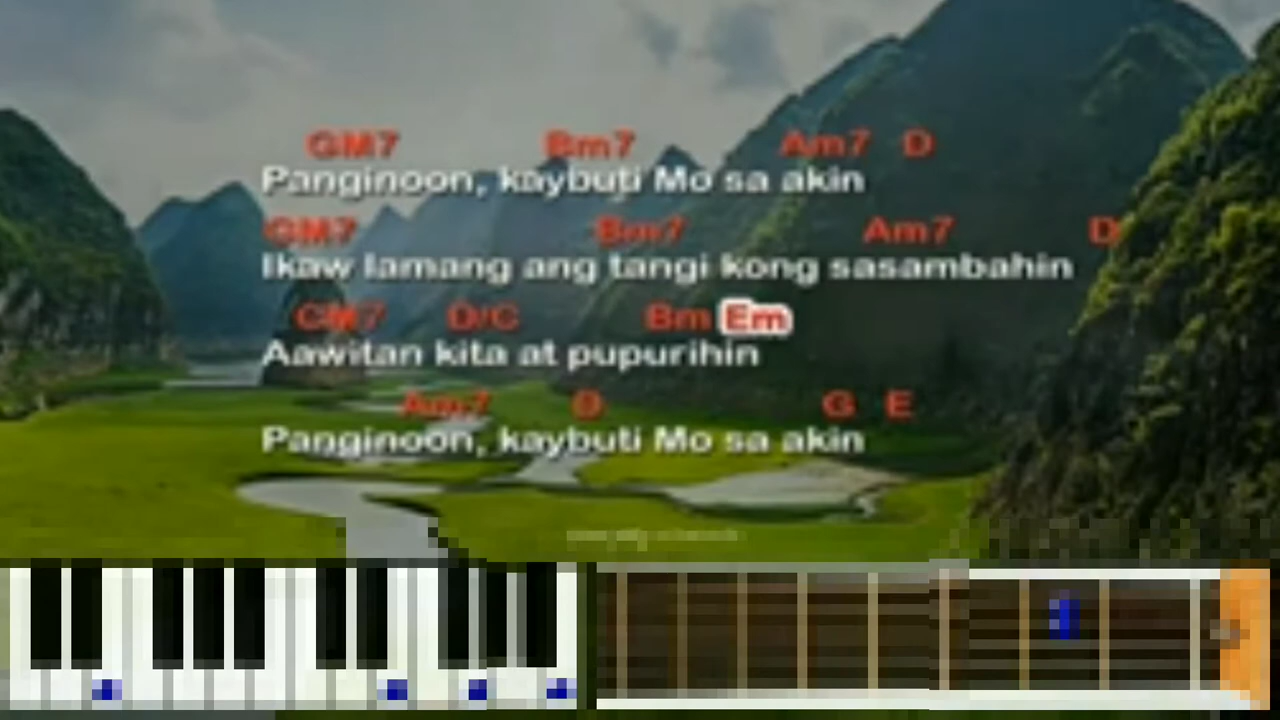 GM7 Bm7 Am7 D
Panginoon, kaybuti Mo sa akin
GM7 Bm7 Am7 D
Ikaw lamang ang tangi kong sasambahin
CM7 D/C Bm Em
Aawitan kita at pupurihin
Am7 D G E
Panginoon, kaybuti Mo sa akin